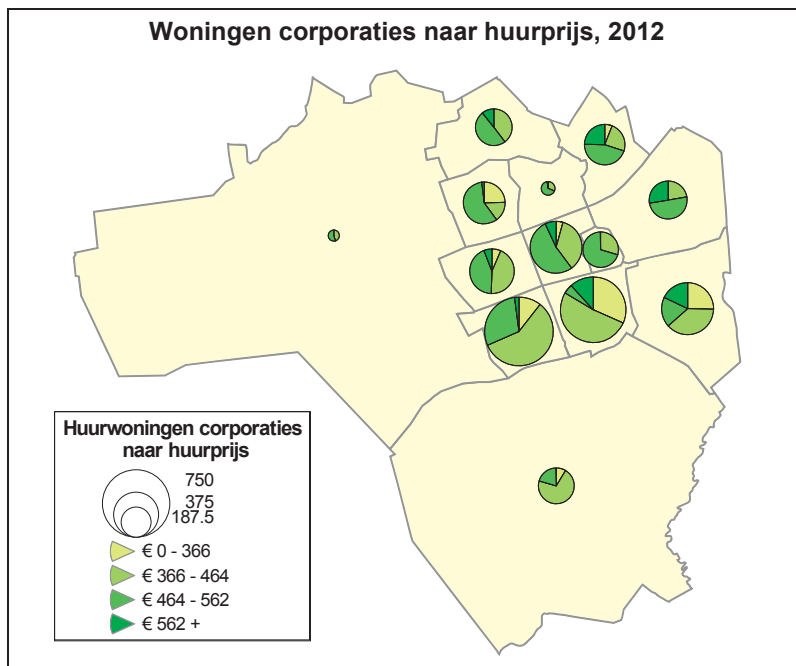 Woningen corporaties naar huurprijs, 2012
Huurwoningen corporaties
naar huurprijs
750
375
187.5
€ 0 - 366
€ 366 - 464
€ 464 - 562
€ 562 +